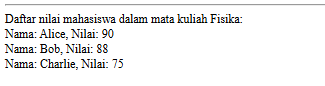 Daftar nilai mahasiswa dalam mata kuliah Fisika:
Nama: Alice, Nilai: 90
Nama: Bob, Nilai: 88
Nama: Charlie, Nilai: 75